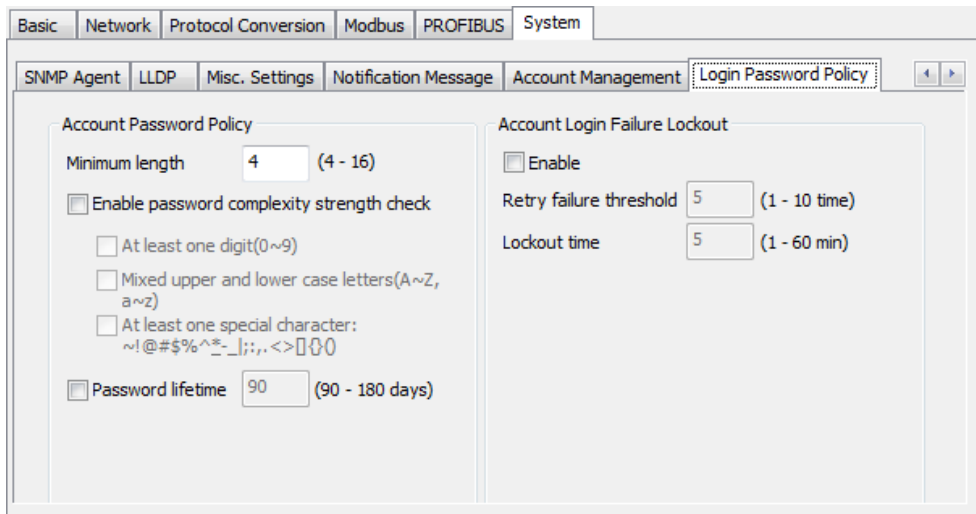 Basic Network Protocol Conversion Modbus PROFIBUS System
SNMP Agent LLDP Misc. Settings Notification Message Account Management Login Password Policy
Account Password Policy
Minimum length 4 (4 - 16)
Enable password complexity strength check
At least one digit(0~9)
Mixed upper and lower case letters(A~Z,
a~z)
At least one special character:
~!@#$%^*-_|;:,.<>[]{}()
Password lifetime 90 (90 - 180 days)
Account Login Failure Lockout
Enable
Retry failure threshold 5 (1 - 10 time)
Lockout time 5 (1 - 60 min)